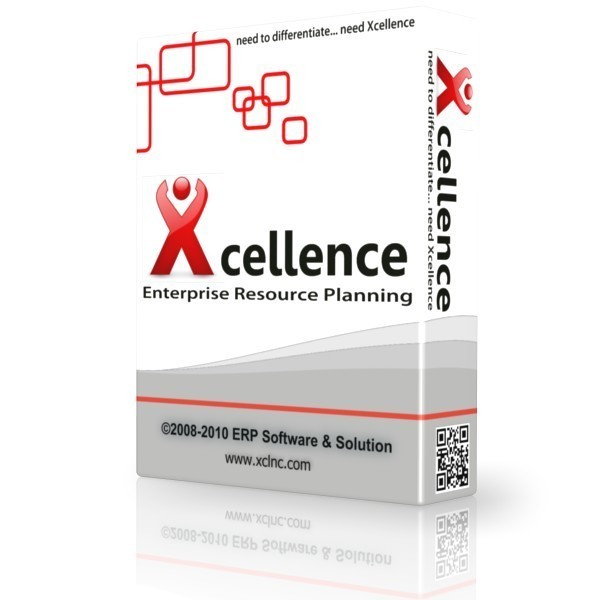 need to differentiate... need Xcellence
Xcellence
Enterprise Resource Planning
©2008-2010 ERP Software & Solution
www.xclnc.com
Xcellence
need to differentiate... need Xcellence